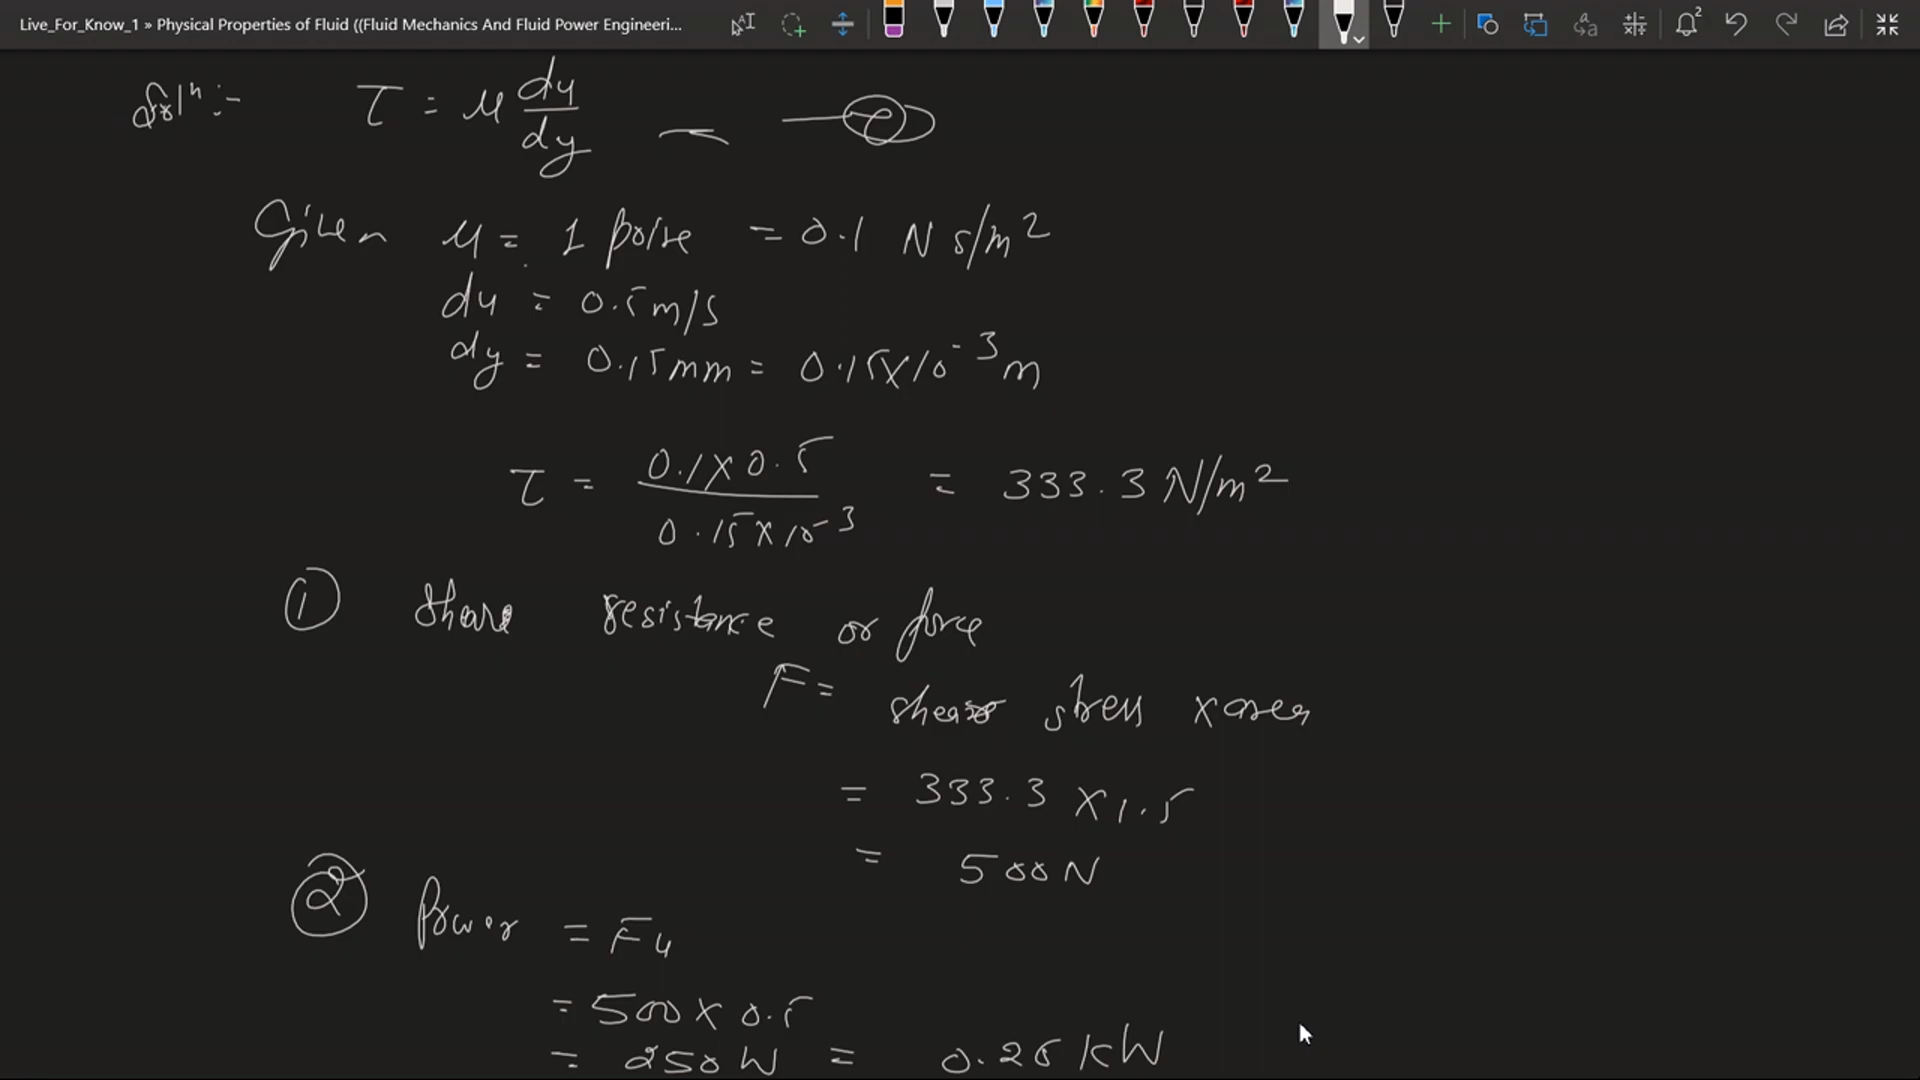 Live_For_Know_1 » Physical Properties of Fluid ((Fluid Mechanics And Fluid Power Engineeri...
2
Solⁿ :- τ = μ du/dy
Given μ = 1 poise = 0.1 N s/m²
du = 0.5 m/s
dy = 0.15 mm = 0.15 × 10⁻³ m
τ = 0.1 × 0.5 / 0.15 × 10⁻³ = 333.3 N/m²
① Share resistance or force
F = shear stress × area
= 333.3 × 1.5
= 500 N
② Power = Fu
= 500 × 0.5
= 250 W = 0.25 kW